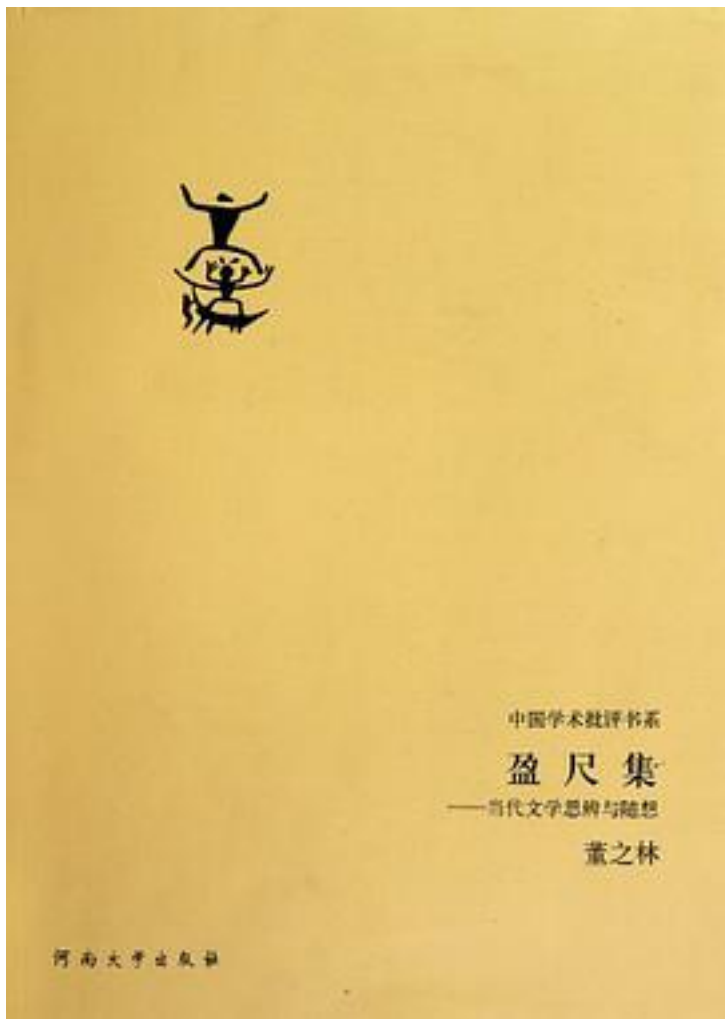 中国学术批评书系
盈尺集
——当代文学思辨与随想
董之林
河南大学出版社